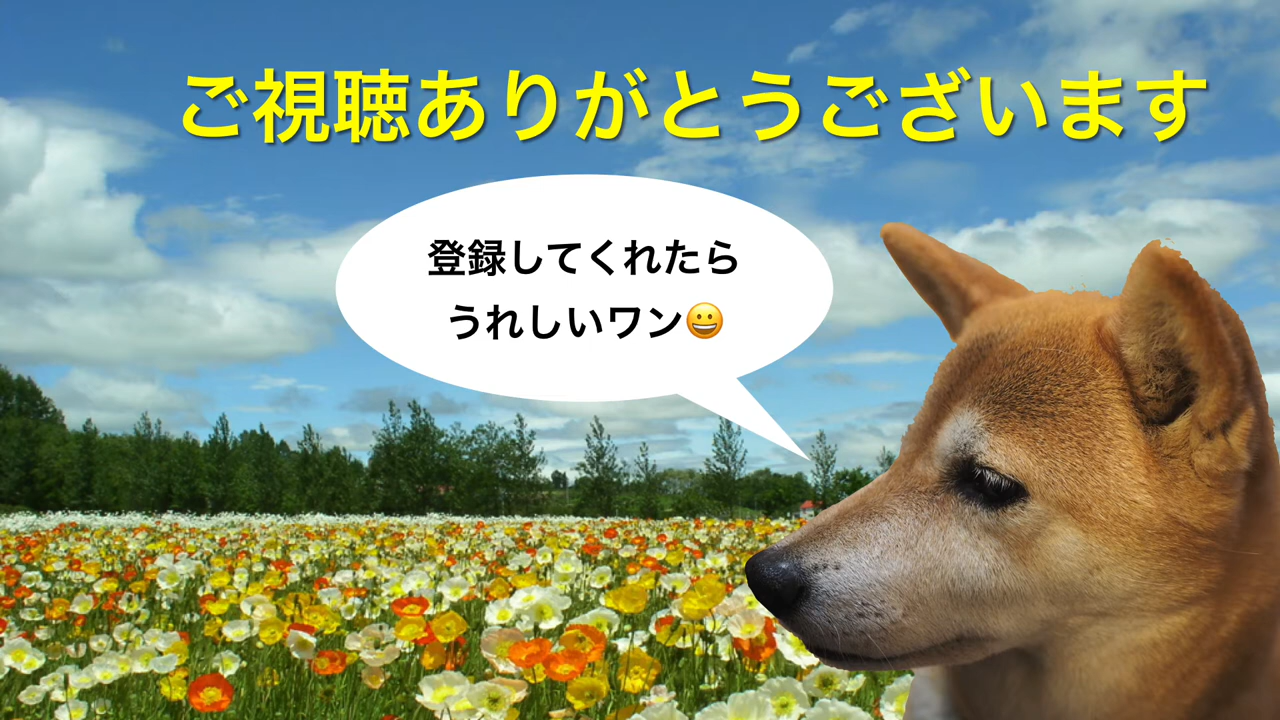 ご視聴ありがとうございます
登録してくれたら
うれしいワン😀